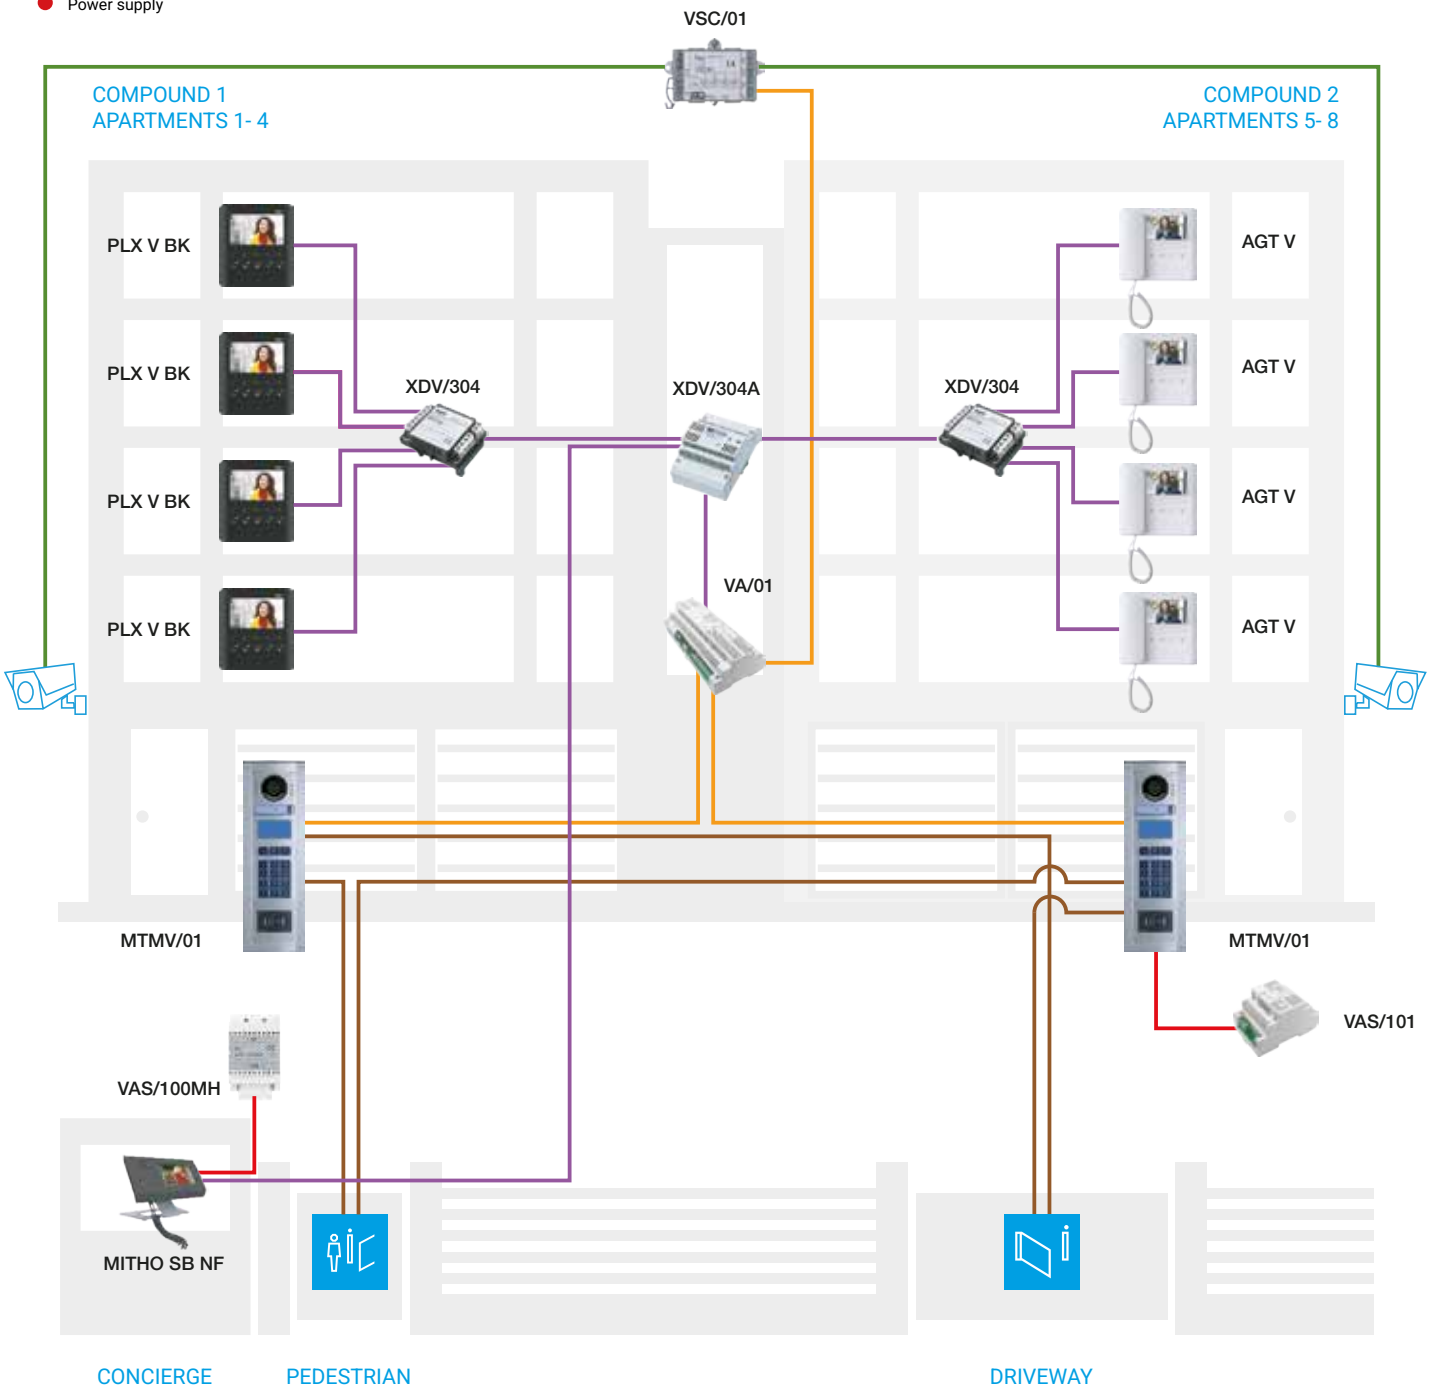 Power supply
VSC/01
COMPOUND 1
APARTMENTS 1- 4
COMPOUND 2
APARTMENTS 5- 8
PLX V BK
AGT V
PLX V BK
XDV/304
XDV/304A
XDV/304
AGT V
PLX V BK
AGT V
VA/01
PLX V BK
AGT V
MTMV/01
MTMV/01
VAS/101
VAS/100MH
MITHO SB NF
CONCIERGE
PEDESTRIAN
DRIVEWAY